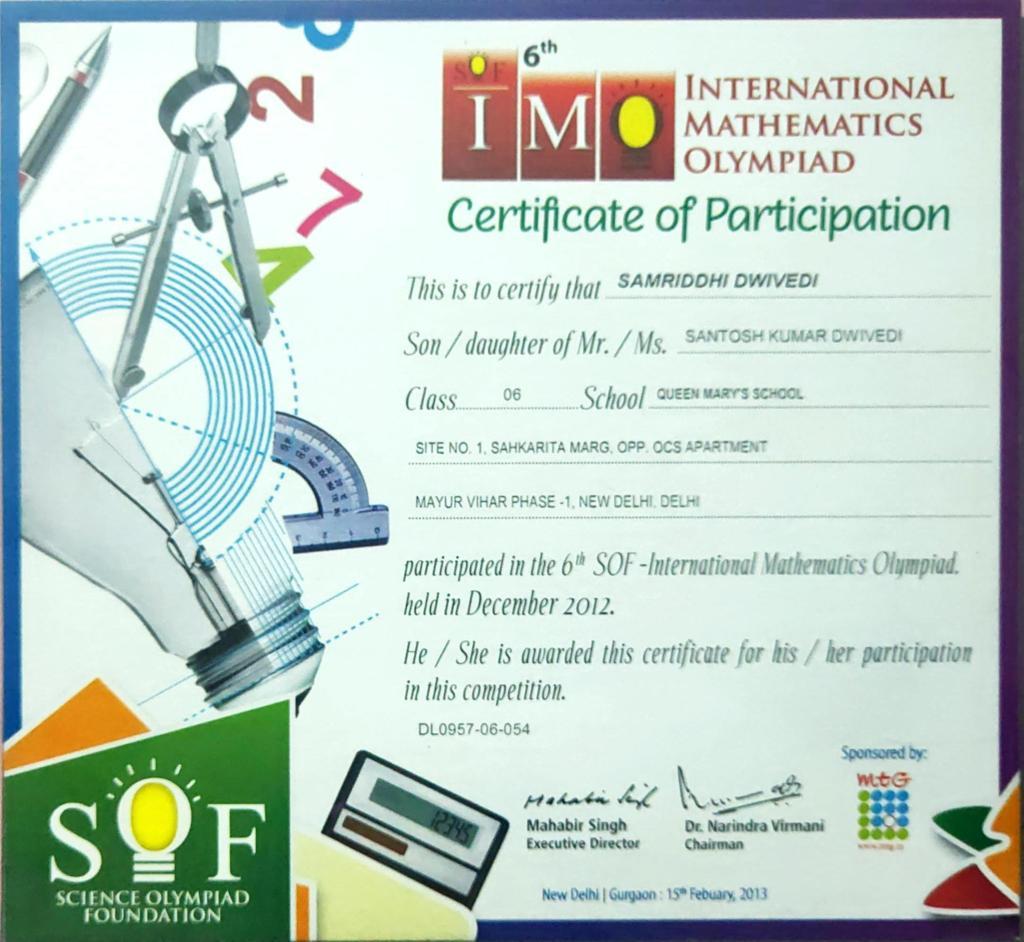 SOF
6th
IMO
INTERNATIONAL
MATHEMATICS
OLYMPIAD
Certificate of Participation
This is to certify that SAMRIDDHI DWIVEDI
Son / daughter of Mr. / Ms. SANTOSH KUMAR DWIVEDI
Class 06 School QUEEN MARY'S SCHOOL
SITE NO. 1, SAHKARITA MARG, OPP. OCS APARTMENT
MAYUR VIHAR PHASE -1, NEW DELHI, DELHI
participated in the 6th SOF -International Mathematics Olympiad.
held in December 2012.
He / She is awarded this certificate for his / her participation
in this competition.
DL0957-06-054
Sponsored by:
mtG
www.mtg.in
Mahabir Singh
Executive Director
Dr. Narindra Virmani
Chairman
New Delhi | Gurgaon : 15th Febuary, 2013
SOF
SCIENCE OLYMPIAD
FOUNDATION
2
7
12345